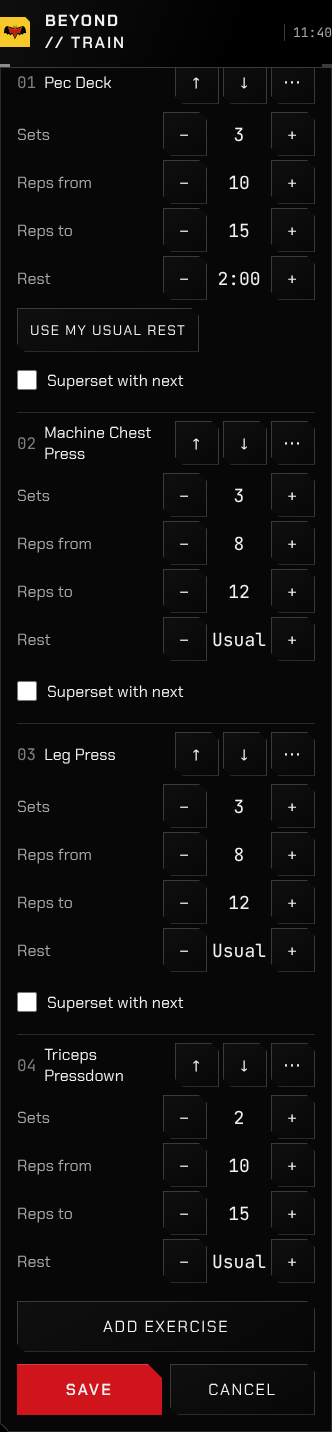 BEYOND
// TRAIN
11:40
01 Pec Deck ↑ ↓ ...
Sets − 3 +
Reps from − 10 +
Reps to − 15 +
Rest − 2:00 +
USE MY USUAL REST
Superset with next
02 Machine Chest
Press ↑ ↓ ...
Sets − 3 +
Reps from − 8 +
Reps to − 12 +
Rest − Usual +
Superset with next
03 Leg Press ↑ ↓ ...
Sets − 3 +
Reps from − 8 +
Reps to − 12 +
Rest − Usual +
Superset with next
04 Triceps
Pressdown ↑ ↓ ...
Sets − 2 +
Reps from − 10 +
Reps to − 15 +
Rest − Usual +
ADD EXERCISE
SAVE CANCEL